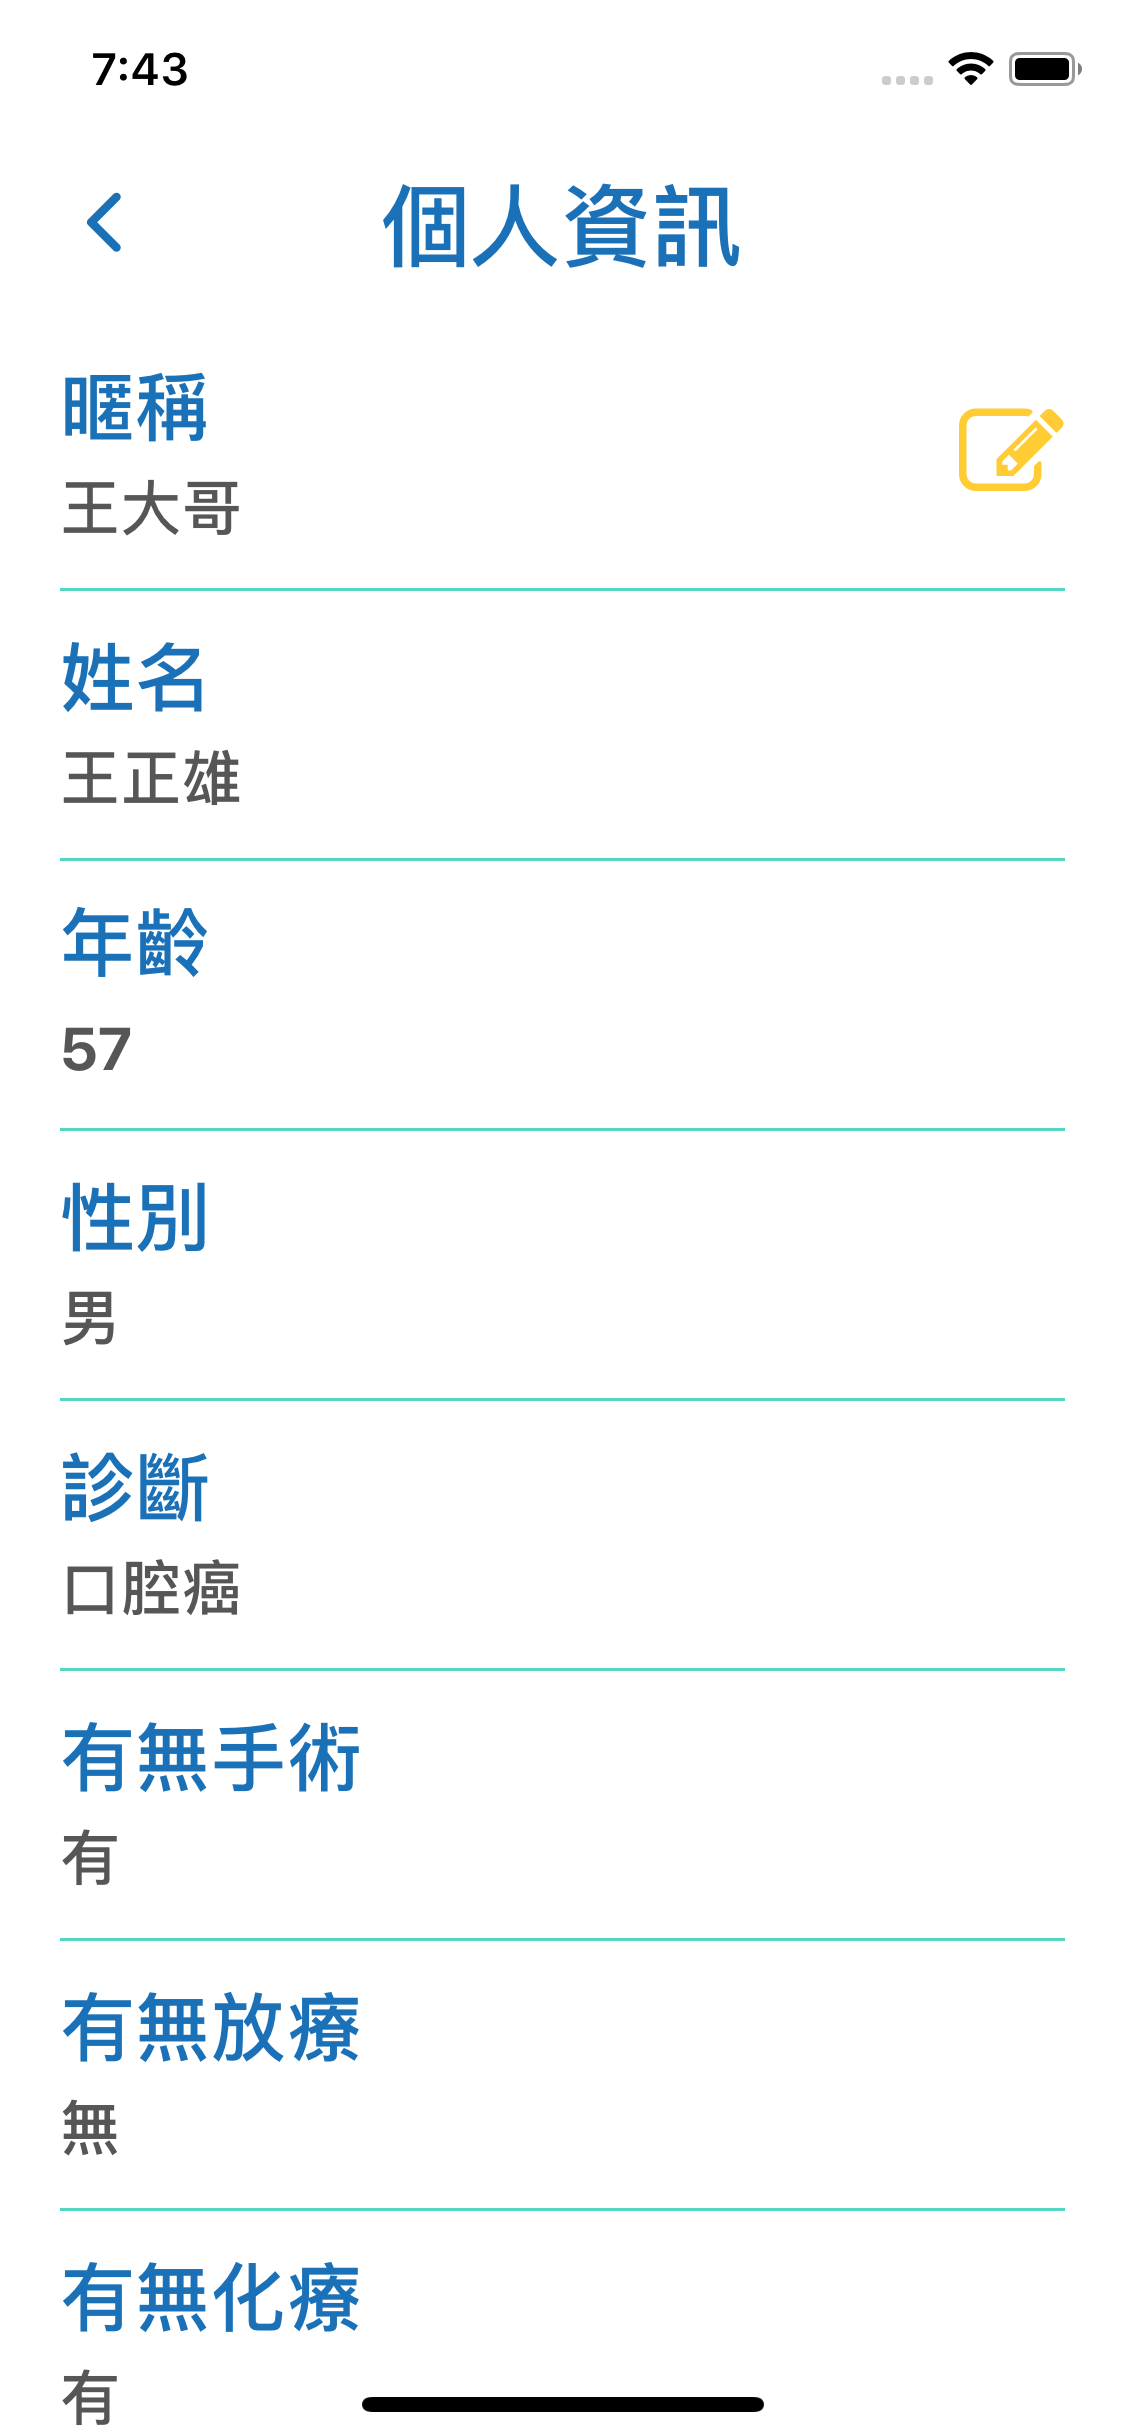 7:43
個人資訊
暱稱
王大哥
姓名
王正雄
年齡
57
性別
男
診斷
口腔癌
有無手術
有
有無放療
無
有無化療
有